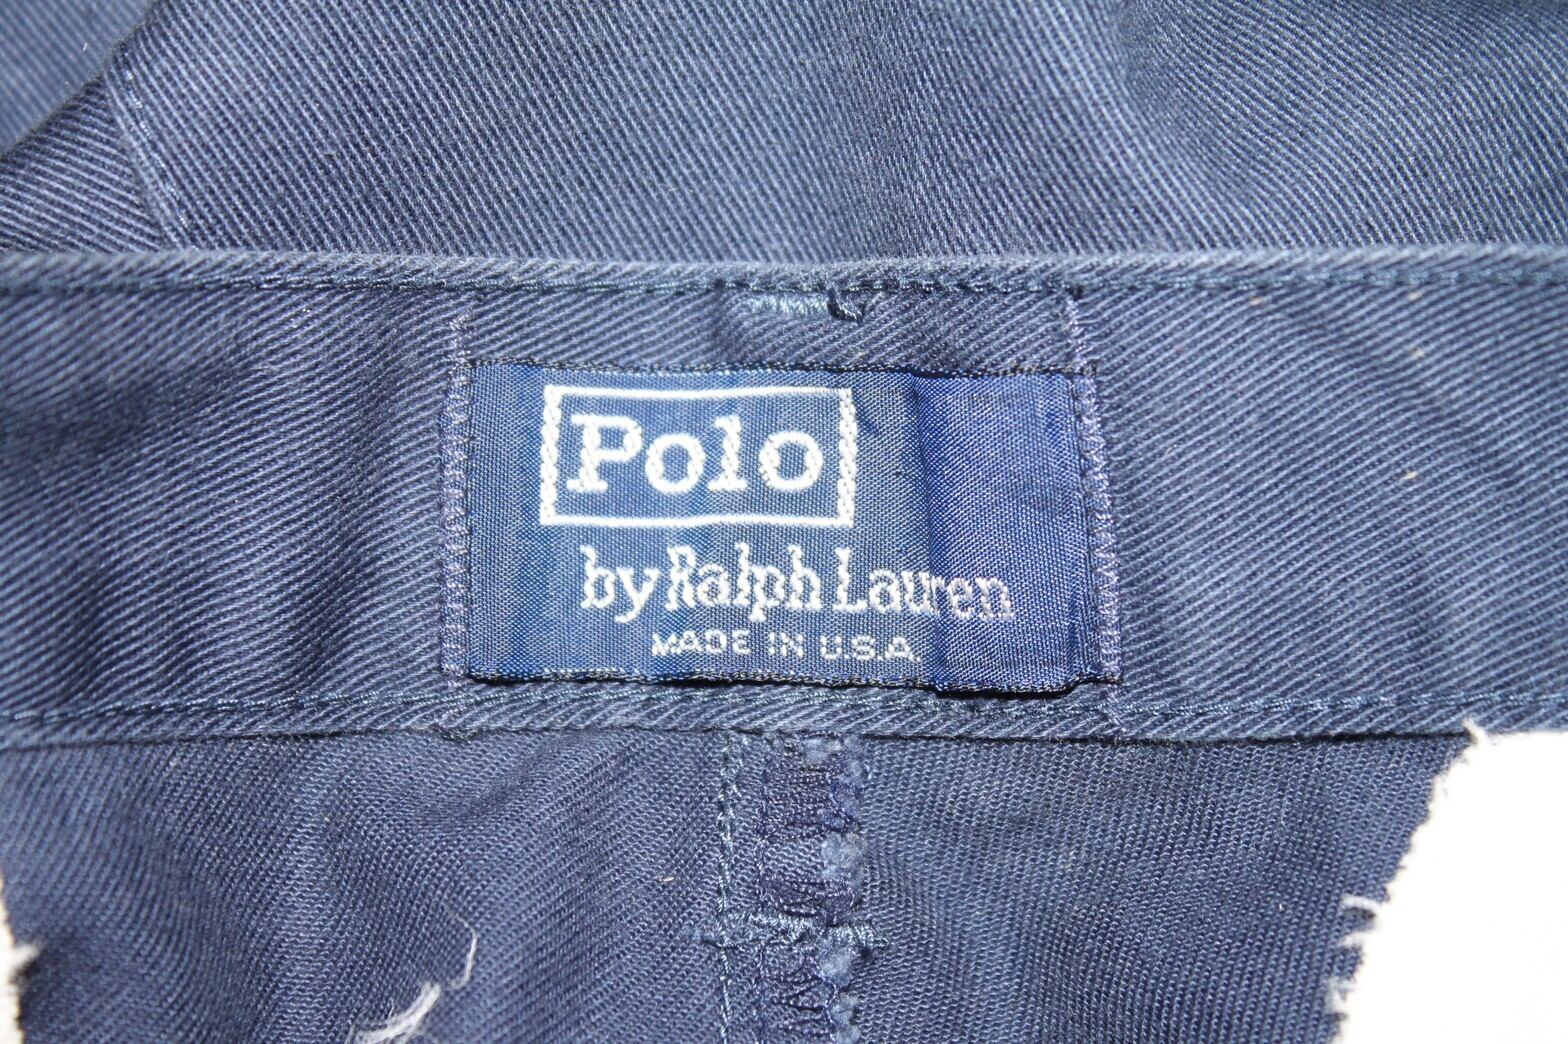 Polo
by Ralph Lauren
MADE IN U.S.A.